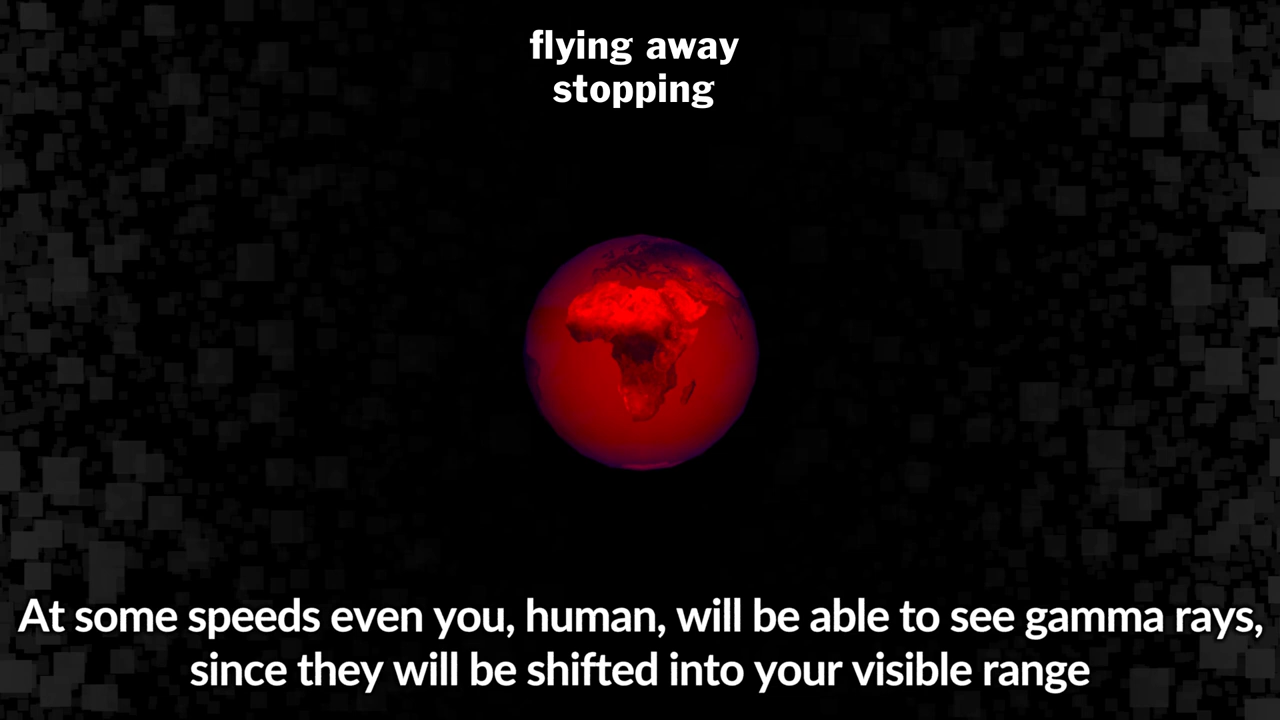 flying away
stopping
At some speeds even you, human, will be able to see gamma rays,
since they will be shifted into your visible range